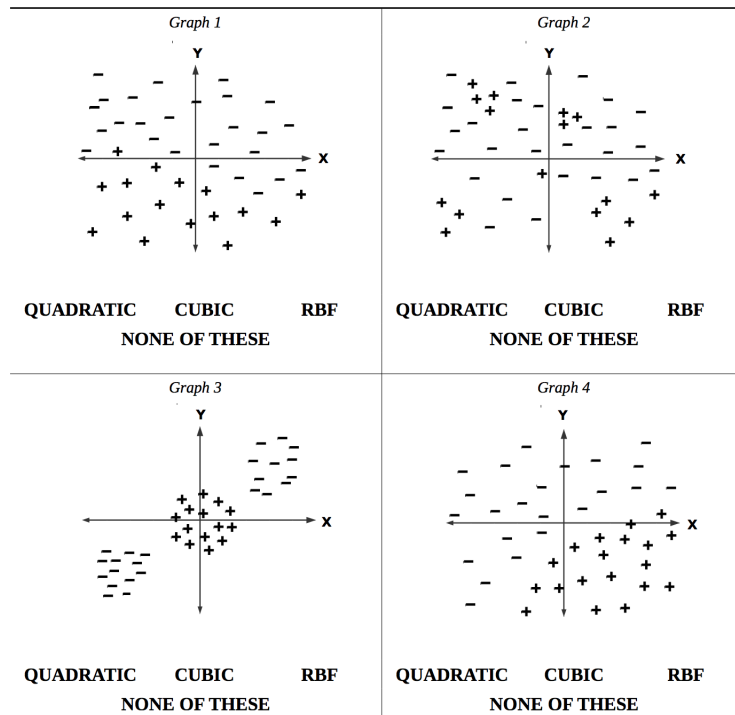 Graph 1
Y
X
QUADRATIC CUBIC RBF
NONE OF THESE
Graph 2
Y
X
QUADRATIC CUBIC RBF
NONE OF THESE
Graph 3
Y
X
QUADRATIC CUBIC RBF
NONE OF THESE
Graph 4
Y
X
QUADRATIC CUBIC RBF
NONE OF THESE